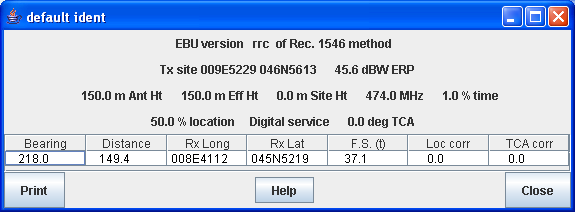 default ident
EBU version rrc of Rec. 1546 method
Tx site 009E5229 046N5613 45.6 dBW ERP
150.0 m Ant Ht 150.0 m Eff Ht 0.0 m Site Ht 474.0 MHz 1.0 % time
50.0 % location Digital service 0.0 deg TCA
Bearing Distance Rx Long Rx Lat F.S. (t) Loc corr TCA corr
218.0 149.4 008E4112 045N5219 37.1 0.0 0.0
Print Help Close